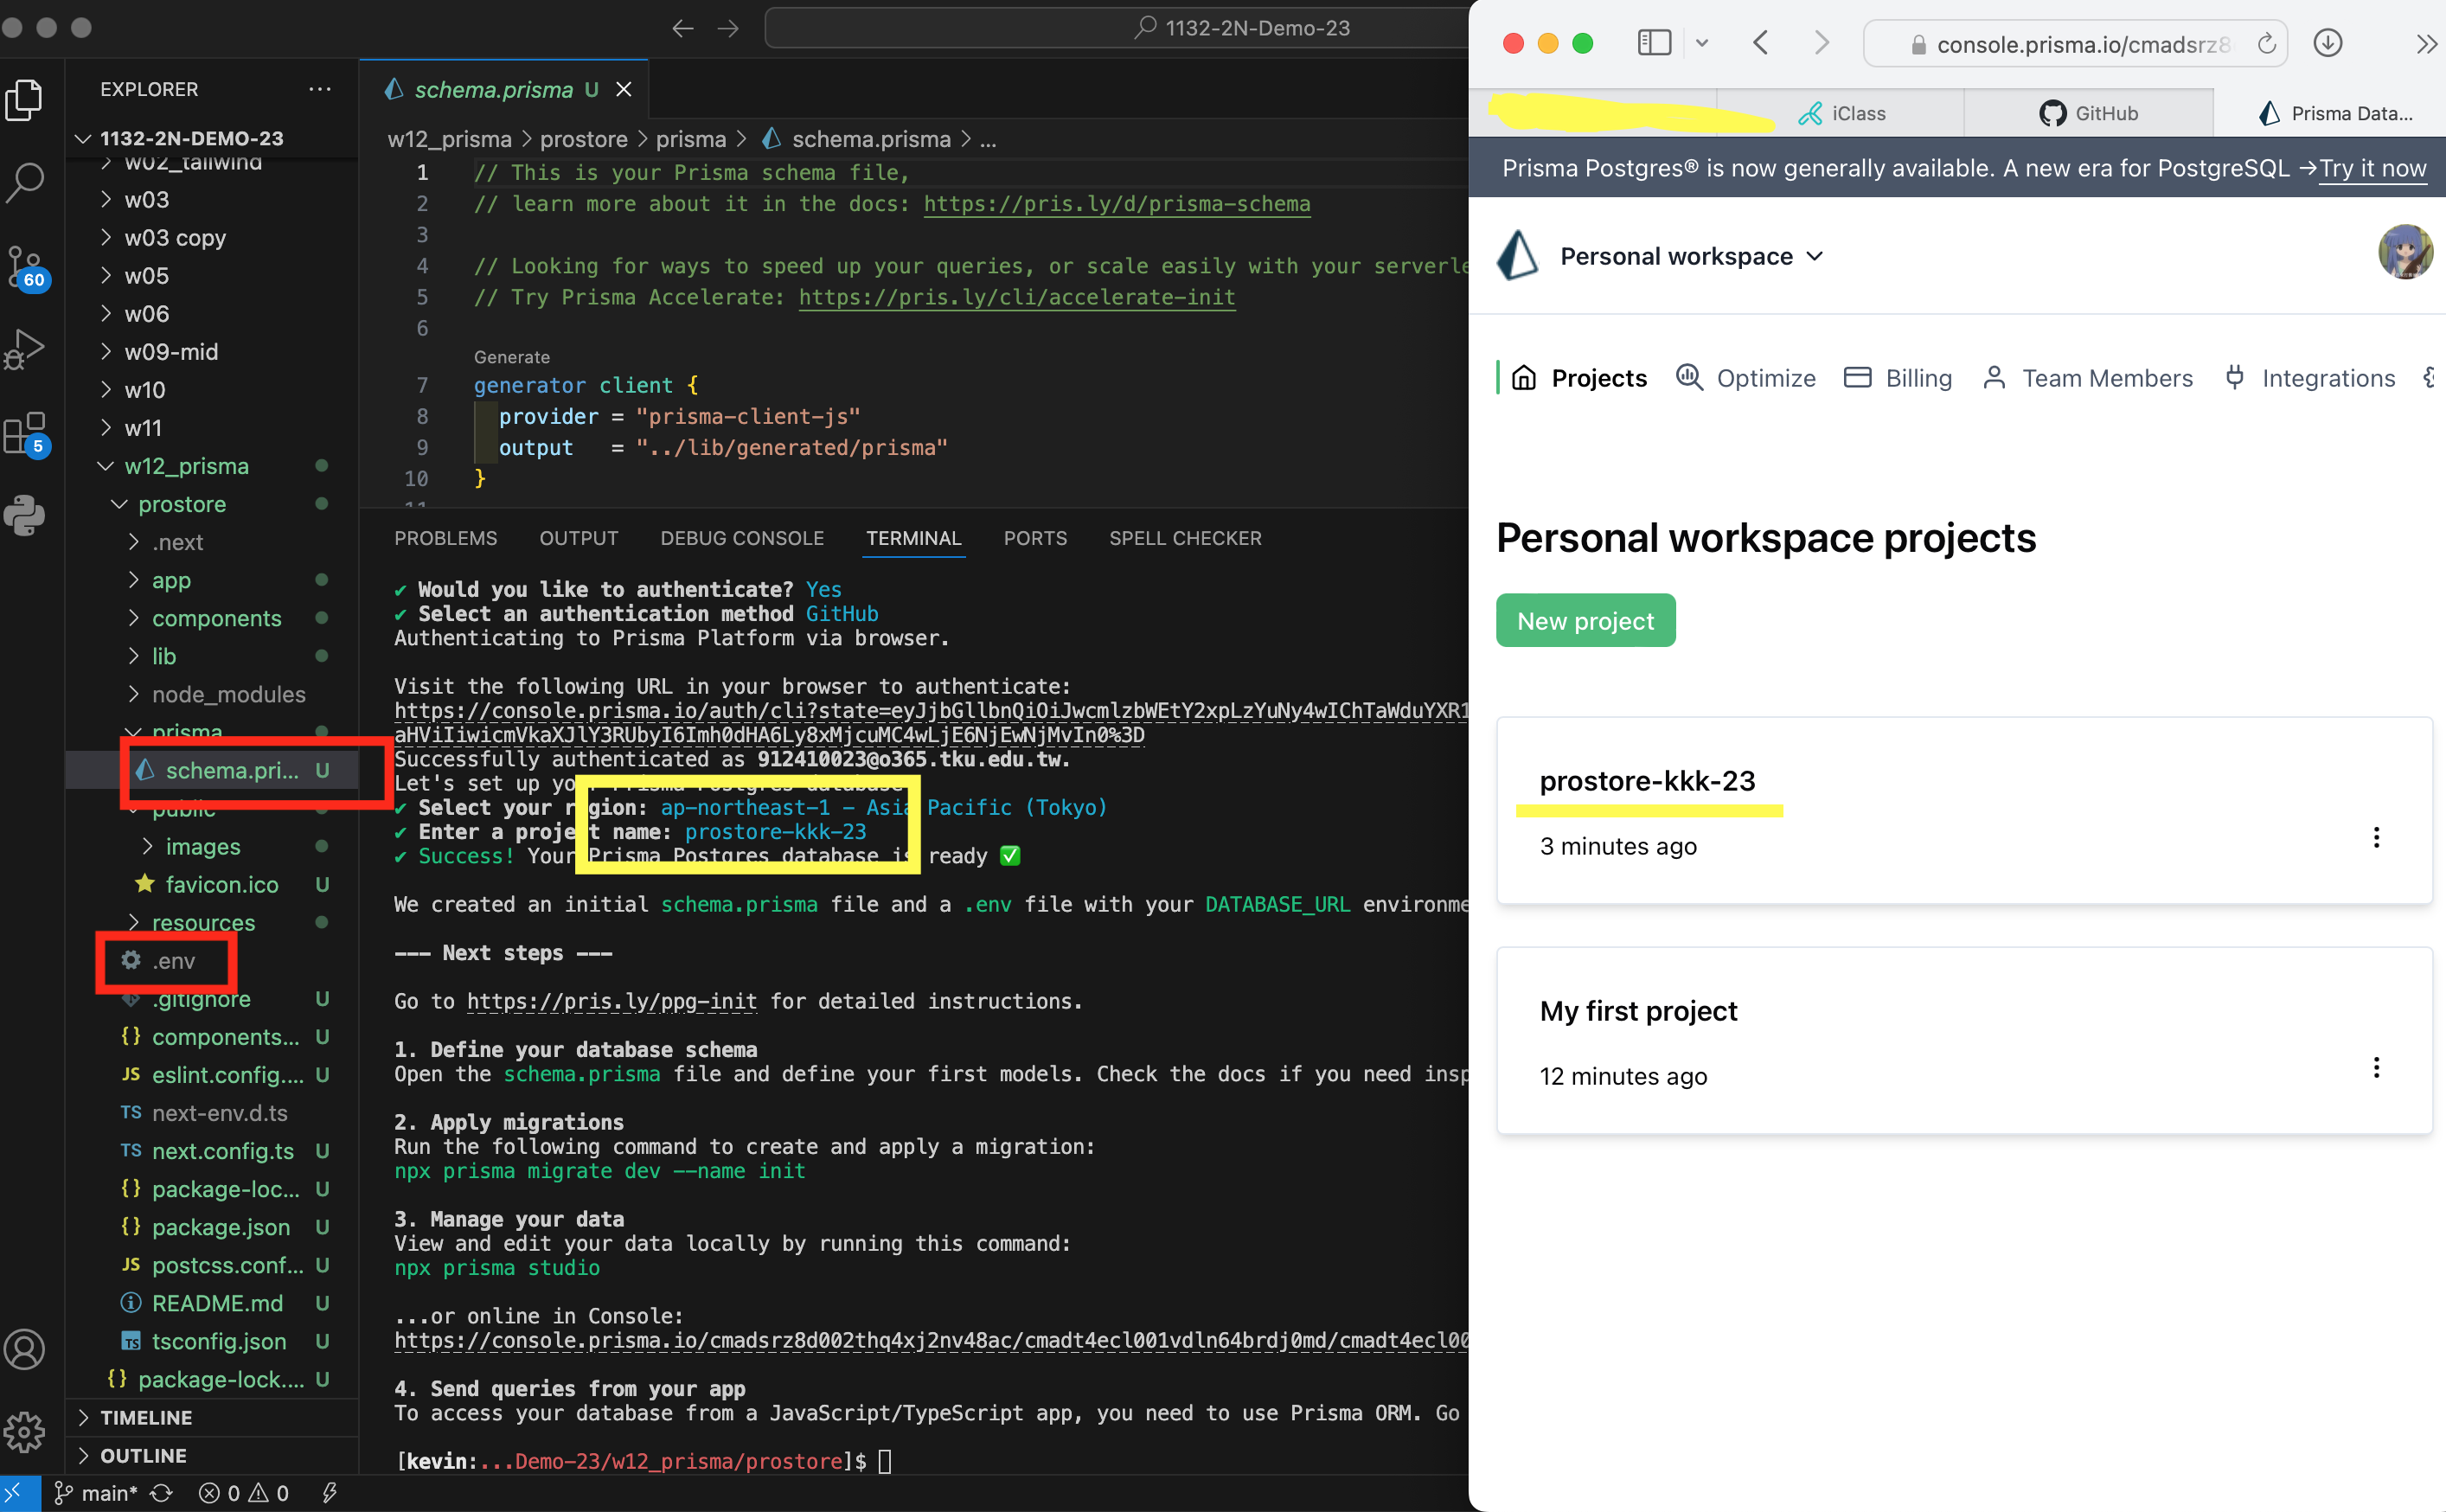 1132-2N-Demo-23
EXPLORER
1132-2N-DEMO-23
w02_tailwind
w03
w03 copy
w05
w06
w09-mid
w10
w11
w12_prisma
prostore
.next
app
components
lib
node_modules
prisma
schema.pri... U
public
images
favicon.ico U
resources
.env
.gitignore U
components... U
eslint.config.... U
next-env.d.ts
next.config.ts U
package-loc... U
package.json U
postcss.conf... U
README.md U
tsconfig.json U
package-lock.... U
TIMELINE
OUTLINE
60
5
main* 0 0
schema.prisma U
w12_prisma > prostore > prisma > schema.prisma > ...
1 // This is your Prisma schema file,
2 // learn more about it in the docs: https://pris.ly/d/prisma-schema
3
4 // Looking for ways to speed up your queries, or scale easily with your serverle
5 // Try Prisma Accelerate: https://pris.ly/cli/accelerate-init
6
Generate
7 generator client {
8 provider = "prisma-client-js"
9 output   = "../lib/generated/prisma"
10 }
PROBLEMS OUTPUT DEBUG CONSOLE TERMINAL PORTS SPELL CHECKER
✔ Would you like to authenticate? Yes
✔ Select an authentication method GitHub
Authenticating to Prisma Platform via browser.
Visit the following URL in your browser to authenticate:
https://console.prisma.io/auth/cli?state=eyJjbGllbnQiOiJwcmlzbWEtY2xpLzYuNy4wIChTaWduYXR1
aHViIiwicmVkaXJlY3RUbyI6Imh0dHA6Ly8xMjcuMC4wLjE6NjEwNjMvIn0%3D
Successfully authenticated as 912410023@o365.tku.edu.tw.
Let's set up your Prisma Postgres database
✔ Select your region: ap-northeast-1 - Asia Pacific (Tokyo)
✔ Enter a project name: prostore-kkk-23
✔ Success! Your Prisma Postgres database is ready ✅
We created an initial schema.prisma file and a .env file with your DATABASE_URL environme
--- Next steps ---
Go to https://pris.ly/ppg-init for detailed instructions.
1. Define your database schema
Open the schema.prisma file and define your first models. Check the docs if you need insp
2. Apply migrations
Run the following command to create and apply a migration:
npx prisma migrate dev --name init
3. Manage your data
View and edit your data locally by running this command:
npx prisma studio
...or online in Console:
https://console.prisma.io/cmadsrz8d002thq4xj2nv48ac/cmadt4ecl001vdln64brdj0md/cmadt4ecl00
4. Send queries from your app
To access your database from a JavaScript/TypeScript app, you need to use Prisma ORM. Go
[kevin:...Demo-23/w12_prisma/prostore]$
console.prisma.io/cmadsrz8
iClass
GitHub
Prisma Data...
Prisma Postgres® is now generally available. A new era for PostgreSQL →Try it now
Personal workspace
Projects Optimize Billing Team Members Integrations
Personal workspace projects
New project
prostore-kkk-23
3 minutes ago
My first project
12 minutes ago